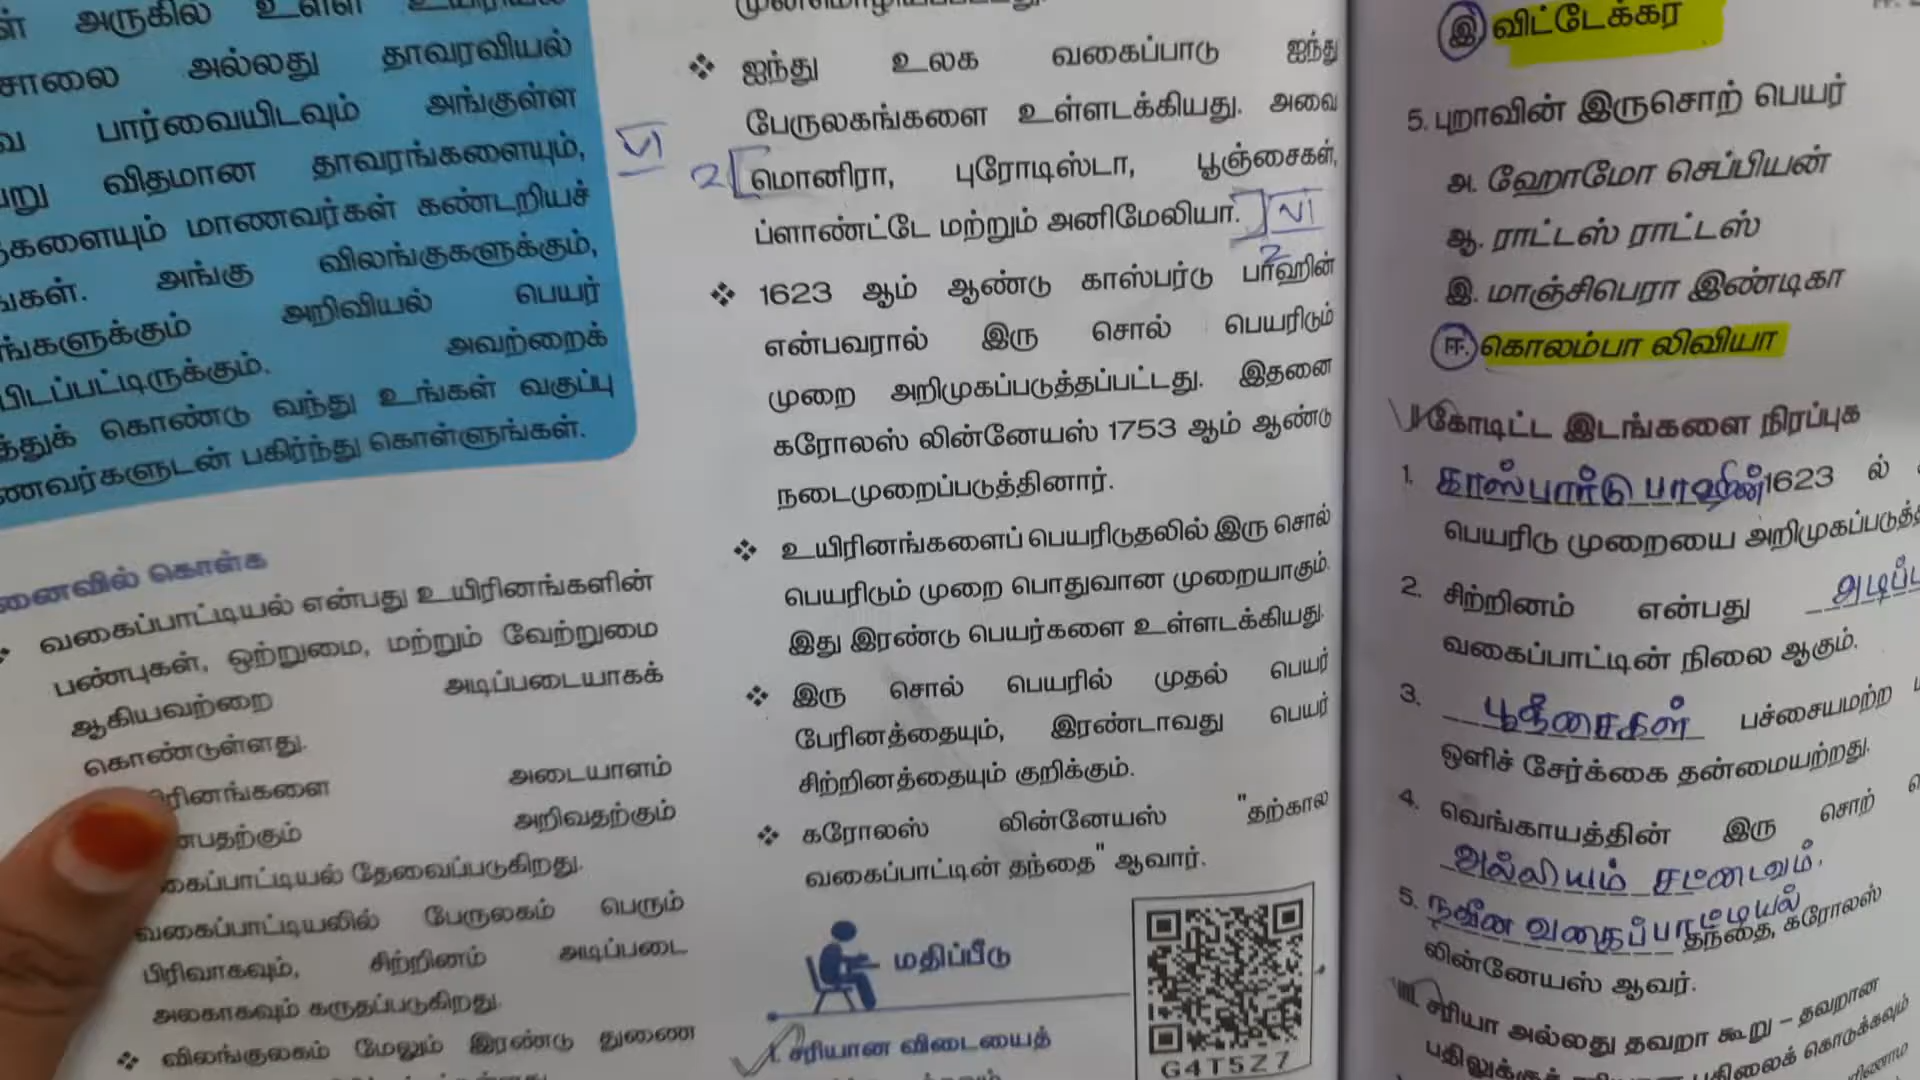 அருகில் உள்ள
அல்லது தாவரவியல்
பார்வையிடவும் அங்குள்ள
விதமான தாவரங்களையும்,
மாணவர்கள் கண்டறியச்
அங்கு விலங்குகளுக்கும்,
அறிவியல் பெயர்
அவற்றைக்
கொண்டு வந்து உங்கள் வகுப்பு
பகிர்ந்து கொள்ளுங்கள்.
கொள்க
வகைப்பாட்டியல் என்பது உயிரினங்களின்
பண்புகள், ஒற்றுமை, மற்றும் வேற்றுமை
ஆகியவற்றை அடிப்படையாகக்
கொண்டுள்ளது.
அடையாளம்
அறிவதற்கும்
தேவைப்படுகிறது.
வகைப்பாட்டியலில் பேருலகம் பெரும்
பிரிவாகவும், சிற்றினம் அடிப்படை
அலகாகவும் கருதப்படுகிறது.
❖ விலங்குலகம் மேலும் இரண்டு துணை
❖ ஐந்து உலக வகைப்பாடு ஐந்து
பேருலகங்களை உள்ளடக்கியது. அவை
VI
2 [மொனிரா, புரோடிஸ்டா, பூஞ்சைகள்,
ப்ளாண்ட்டே மற்றும் அனிமேலியா.] VI
2
❖ 1623 ஆம் ஆண்டு காஸ்பர்டு பாஹின்
என்பவரால் இரு சொல் பெயரிடும்
முறை அறிமுகப்படுத்தப்பட்டது. இதனை
கரோலஸ் லின்னேயஸ் 1753 ஆம் ஆண்டு
நடைமுறைப்படுத்தினார்.
❖ உயிரினங்களைப் பெயரிடுதலில் இரு சொல்
பெயரிடும் முறை பொதுவான முறையாகும்.
இது இரண்டு பெயர்களை உள்ளடக்கியது.
❖ இரு சொல் பெயரில் முதல் பெயர்
பேரினத்தையும், இரண்டாவது பெயர்
சிற்றினத்தையும் குறிக்கும்.
❖ கரோலஸ் லின்னேயஸ் "தற்கால
வகைப்பாட்டின் தந்தை" ஆவார்.
மதிப்பீடு
I. சரியான விடையைத்
G4T5Z7
இ விட்டேக்கர்
5. புறாவின் இருசொற் பெயர்
அ. ஹோமோ செப்பியன்
ஆ. ராட்டஸ் ராட்டஸ்
இ. மாஞ்சிபெரா இண்டிகா
ஈ. கொலம்பா லிவியா
II கோடிட்ட இடங்களை நிரப்புக
1. காஸ்பார்டு பாஹின் 1623 ல்
பெயரிடு முறையை
2. சிற்றினம் என்பது
வகைப்பாட்டின் நிலை ஆகும்.
3. பூஞ்சைகள் பச்சையமற்ற
ஒளிச் சேர்க்கை தன்மையற்றது.
4. வெங்காயத்தின் இரு சொற்
அல்லியம் சட்டைவம்.
5. நவீன வகைப்பாட்டியல் தந்தை, கரோலஸ்
லின்னேயஸ் ஆவர்.
III சரியா அல்லது தவறா கூறு – தவறான
கொடுக்கவும்